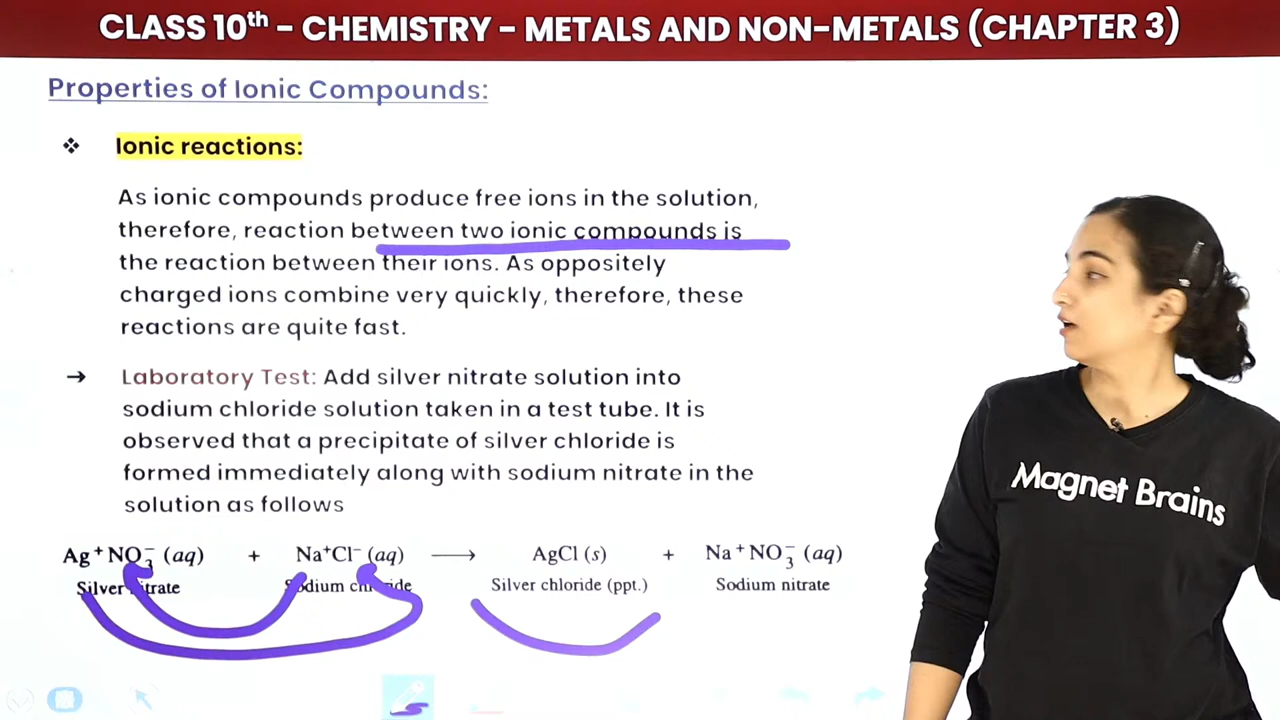 CLASS 10th - CHEMISTRY - METALS AND NON-METALS (CHAPTER 3)
Properties of Ionic Compounds:
❖ Ionic reactions:
As ionic compounds produce free ions in the solution,
therefore, reaction between two ionic compounds is
the reaction between their ions. As oppositely
charged ions combine very quickly, therefore, these
reactions are quite fast.
→ Laboratory Test: Add silver nitrate solution into
sodium chloride solution taken in a test tube. It is
observed that a precipitate of silver chloride is
formed immediately along with sodium nitrate in the
solution as follows
Ag⁺NO₃⁻ (aq) + Na⁺Cl⁻ (aq) ⟶ AgCl (s) + Na⁺NO₃⁻ (aq)
Silver nitrate Sodium chloride Silver chloride (ppt.) Sodium nitrate
Magnet Brains